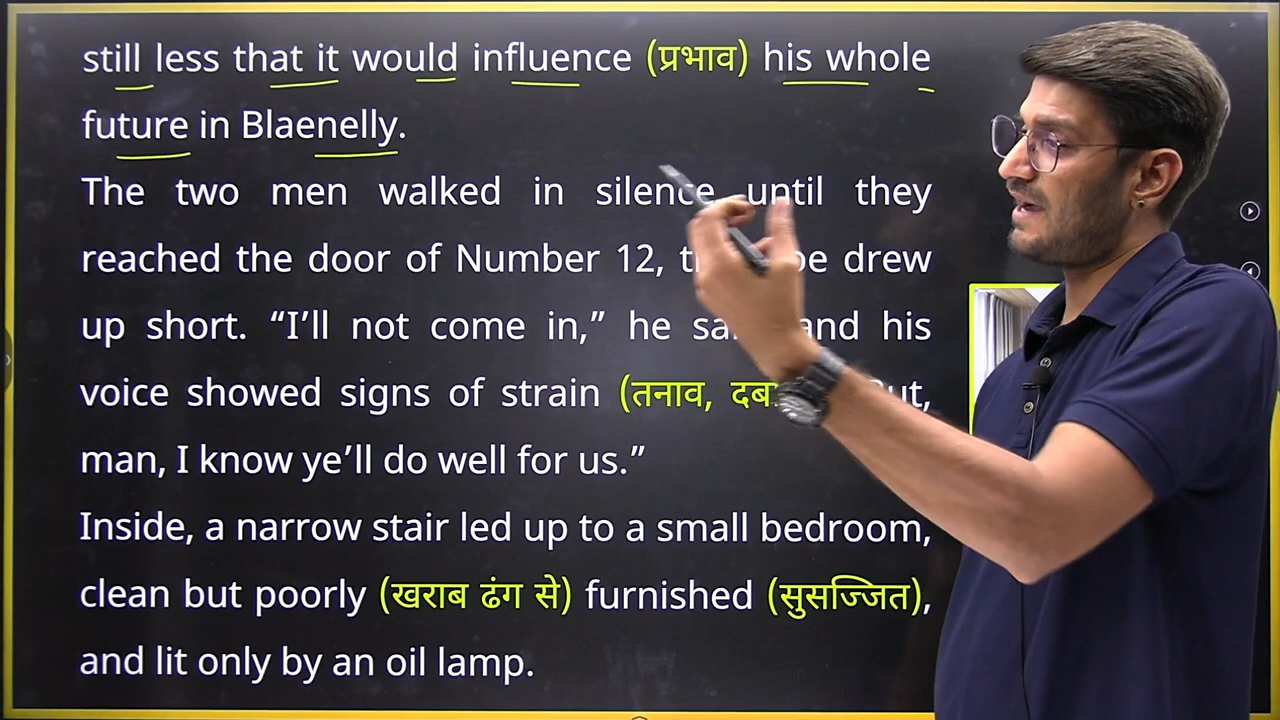 still less that it would influence (प्रभाव) his whole
future in Blaenelly.
The two men walked in silence until they
reached the door of Number 12, drew
up short. “I’ll not come in,” he and his
voice showed signs of strain (तनाव,
man, I know ye’ll do well for us.”
Inside, a narrow stair led up to a small bedroom,
clean but poorly (खराब ढंग से) furnished (सुसज्जित),
and lit only by an oil lamp.